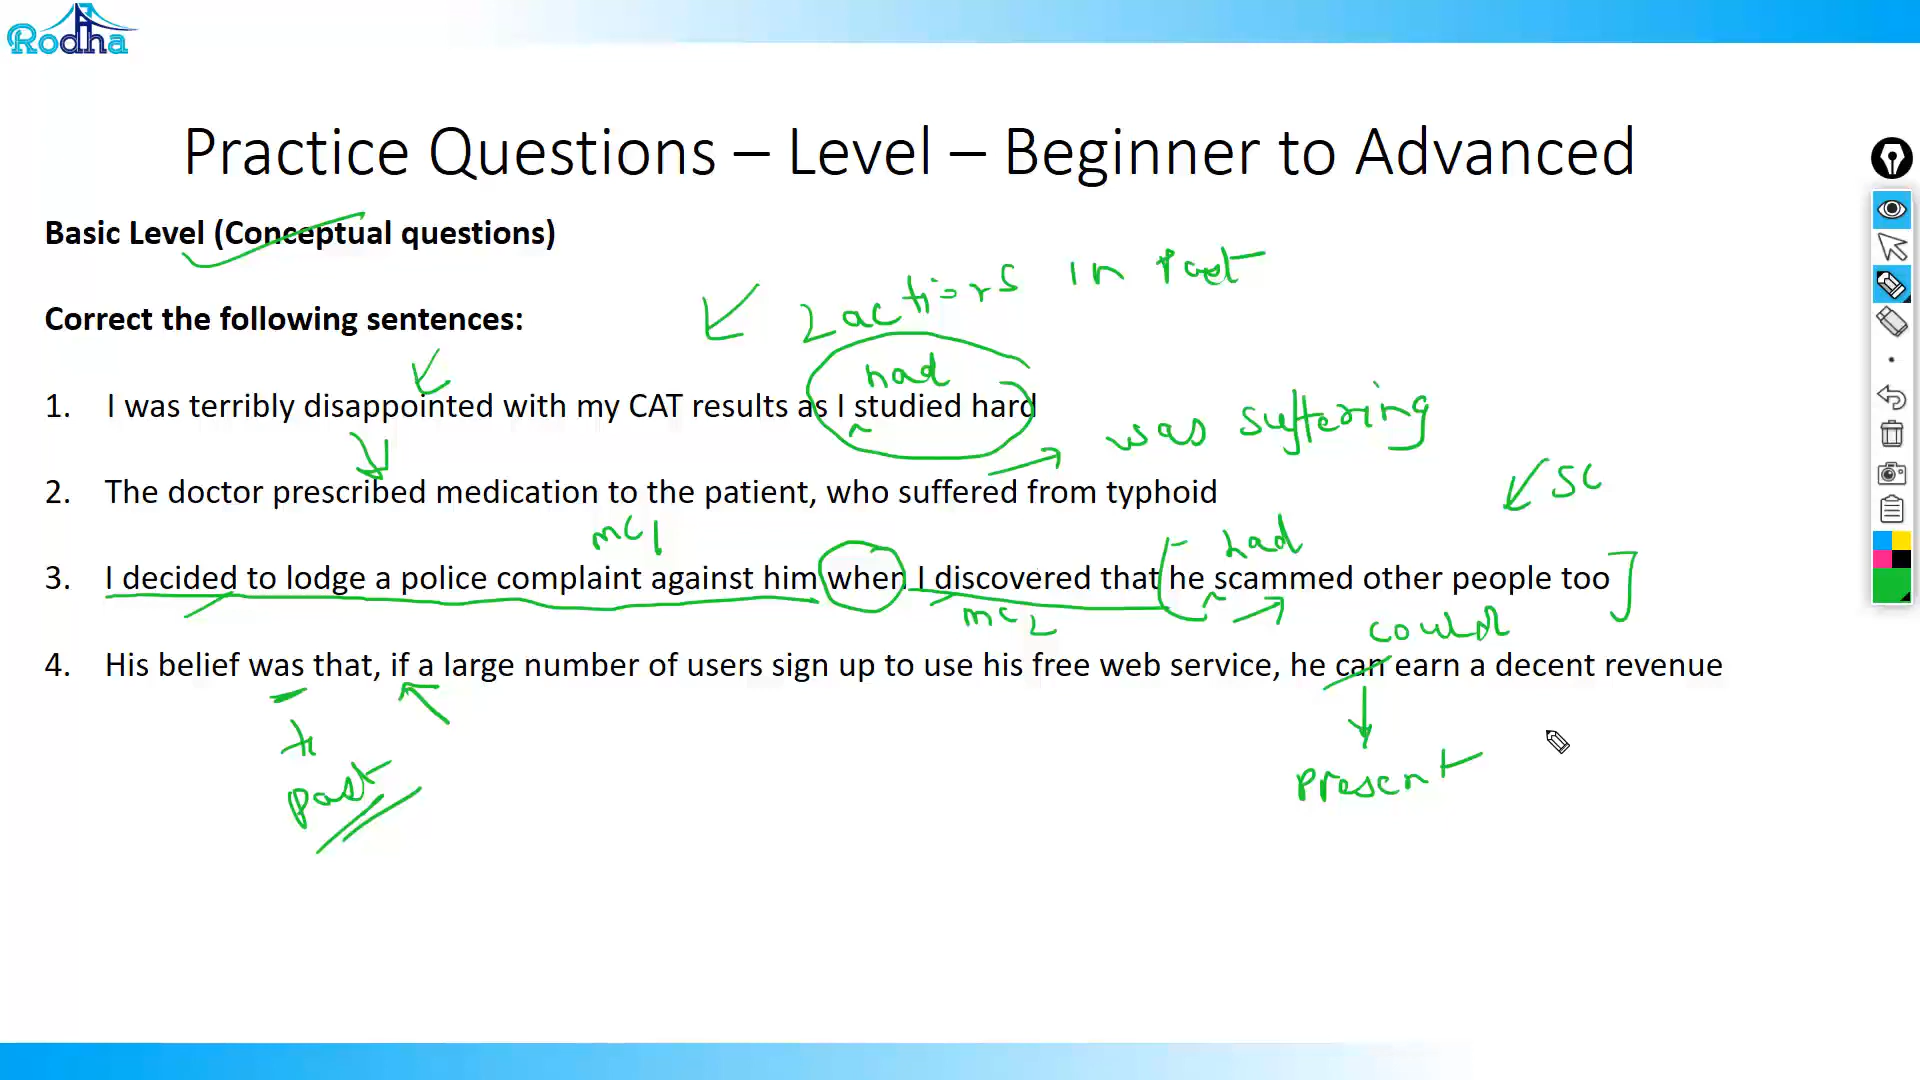 Rodha
Practice Questions – Level – Beginner to Advanced
Basic Level (Conceptual questions)
2 actions in Past
Correct the following sentences:
had
1. I was terribly disappointed with my CAT results as I studied hard
was suffering
2. The doctor prescribed medication to the patient, who suffered from typhoid
SC
mc1
had
3. I decided to lodge a police complaint against him when I discovered that he scammed other people too
mc2
could
4. His belief was that, if a large number of users sign up to use his free web service, he can earn a decent revenue
past
present